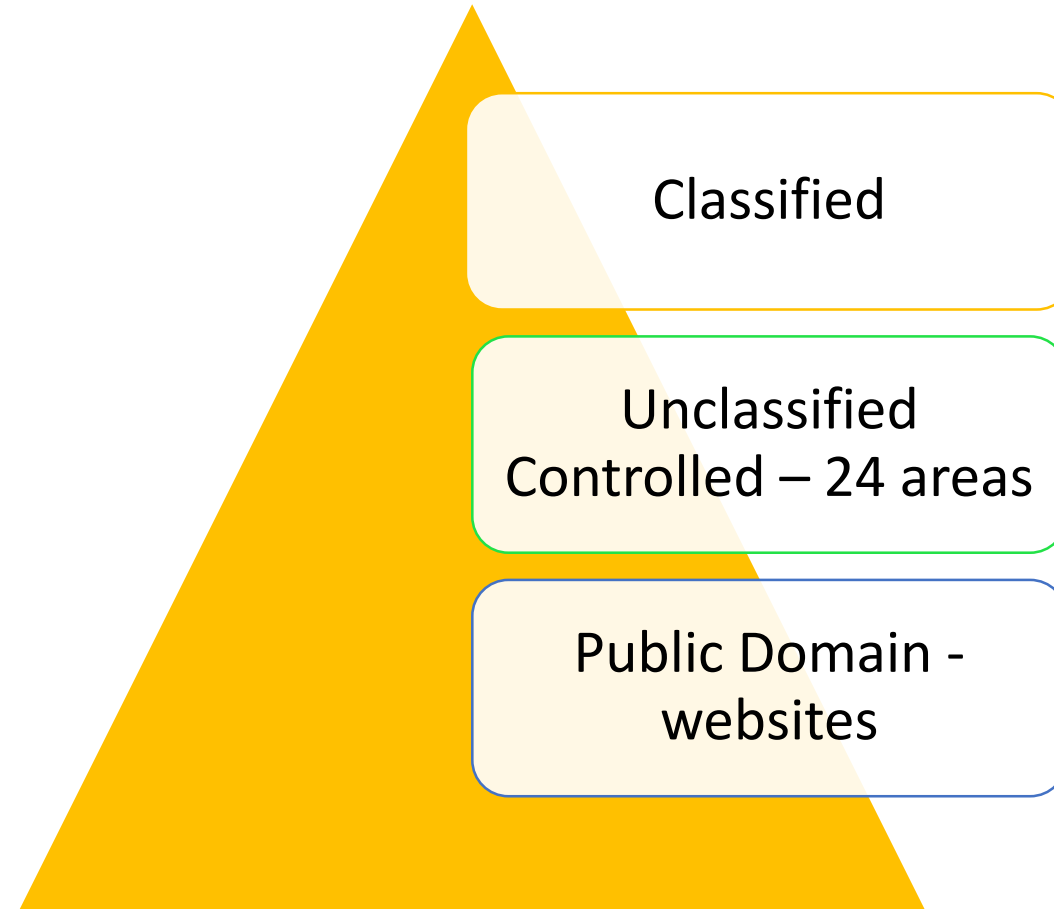 Classified
Unclassified
Controlled – 24 areas
Public Domain -
websites